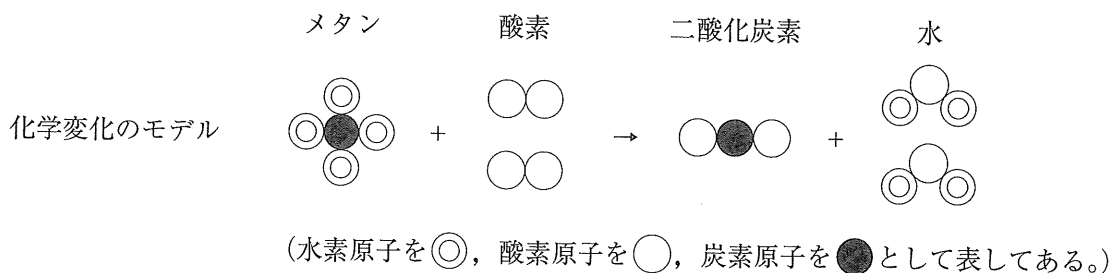 メタン 酸素 二酸化炭素 水
化学変化のモデル + → +
(水素原子を◎，酸素原子を○，炭素原子を●として表してある。)